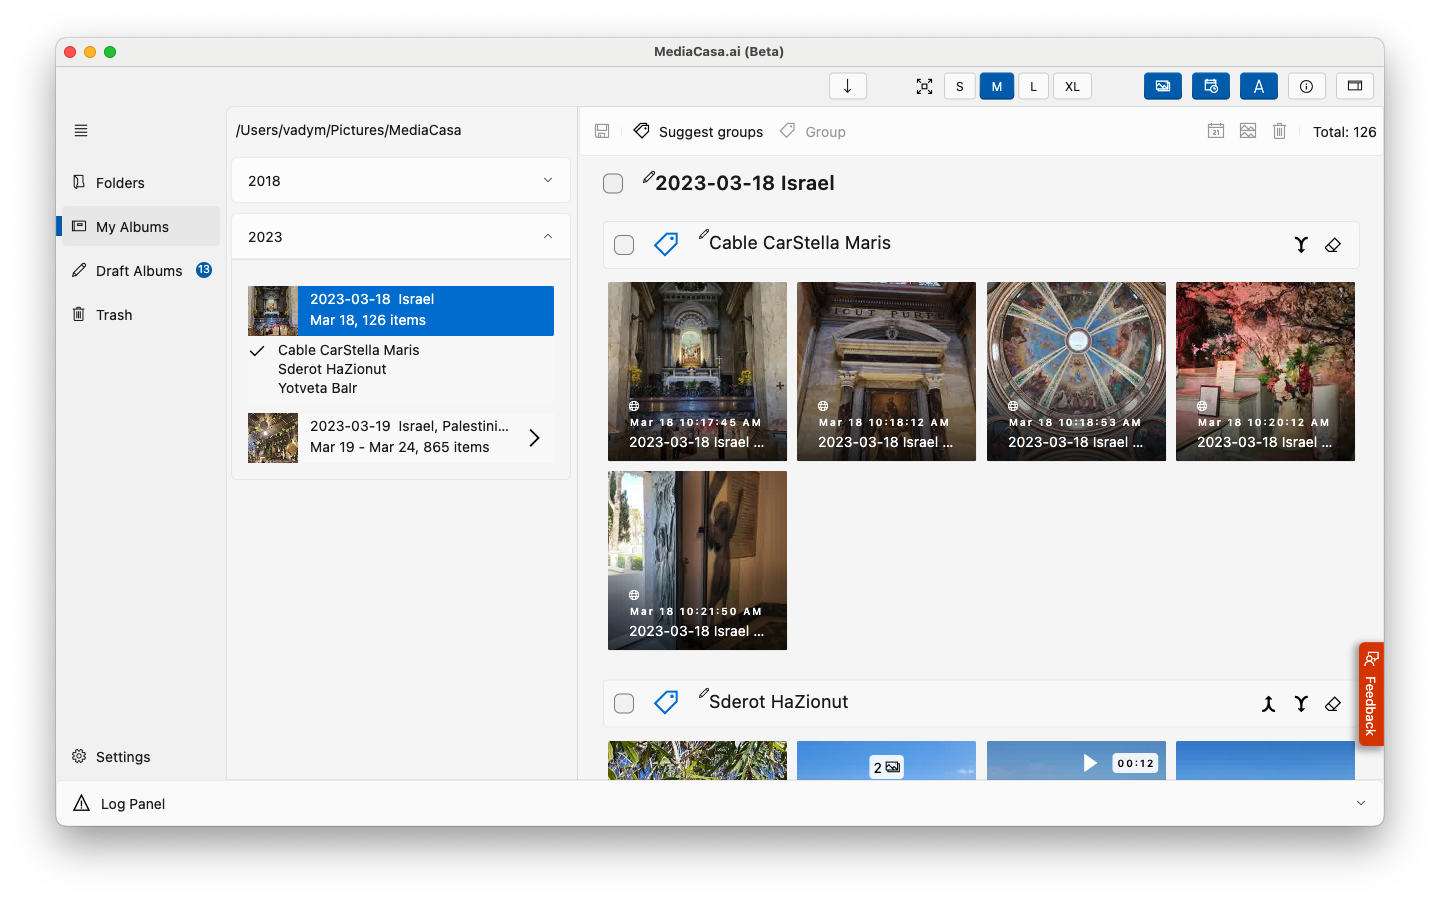 MediaCasa.ai (Beta)
S M L XL A
/Users/vadym/Pictures/MediaCasa
Suggest groups Group
21
Total: 126
Folders
My Albums
Draft Albums 13
Trash
Settings
2018
2023
2023-03-18 Israel
Mar 18, 126 items
Cable CarStella Maris
Sderot HaZionut
Yotveta BaIr
2023-03-19 Israel, Palestini...
Mar 19 - Mar 24, 865 items
2023-03-18 Israel
Cable CarStella Maris
ICUT PURPU
Mar 18 10:17:45 AM
2023-03-18 Israel ...
Mar 18 10:18:12 AM
2023-03-18 Israel ...
Mar 18 10:18:53 AM
2023-03-18 Israel ...
Mar 18 10:20:12 AM
2023-03-18 Israel ...
Mar 18 10:21:50 AM
2023-03-18 Israel ...
Sderot HaZionut
2
00:12
Feedback
Log Panel